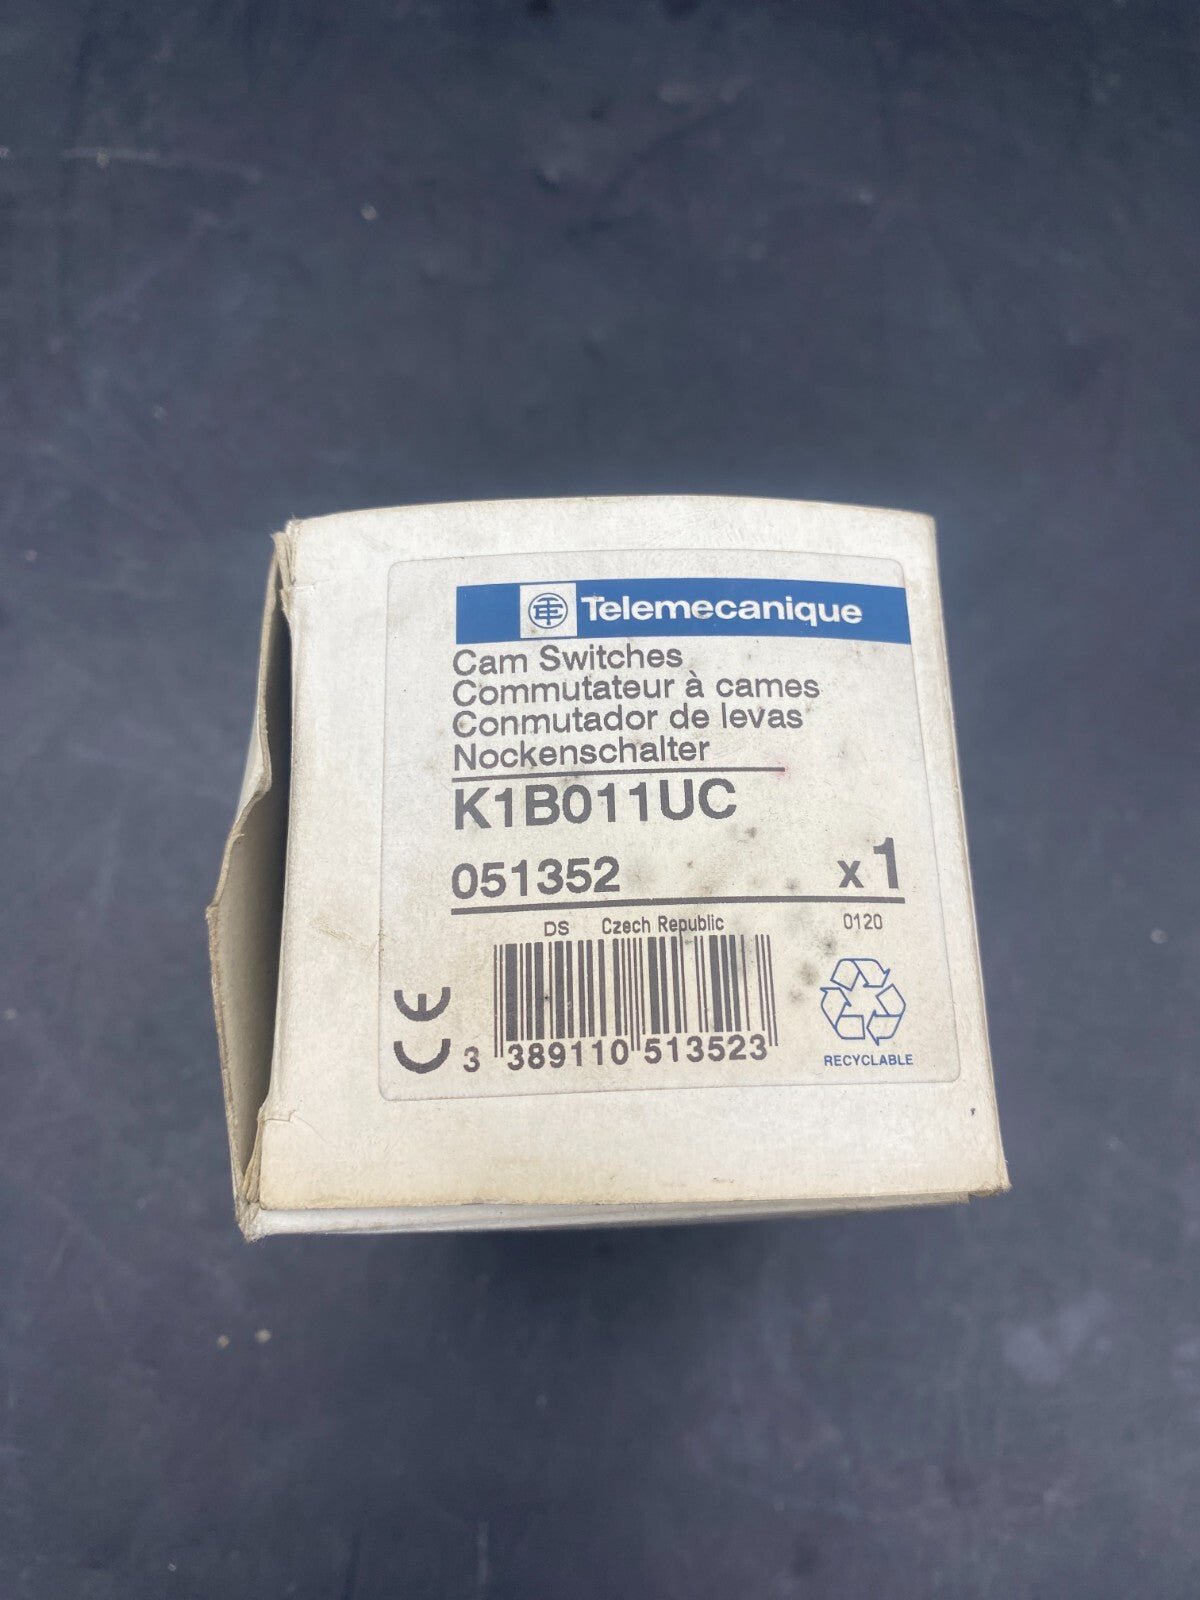 Telemecanique
Cam Switches
Commutateur à cames
Conmutador de levas
Nockenschalter
K1B011UC
051352 x 1
DS Czech Republic 0120
CE
3 389110 513523
RECYCLABLE